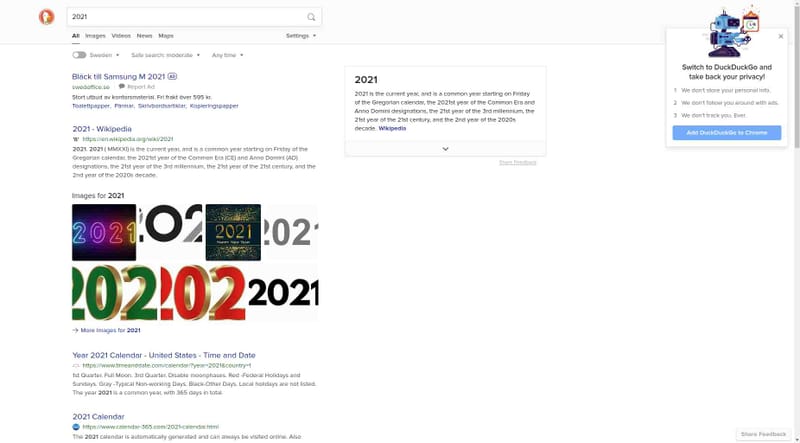 2021
All Images Videos News Maps Settings
Sweden Safe search: moderate Any time
Bläck till Samsung M 2021 Ad
swedoffice.se Report Ad
Stort utbud av kontorsmaterial. Fri frakt över 595 kr.
Toalettpapper, Pärmar, Skrivbordsartiklar, Kopieringspapper
2021 - Wikipedia
W https://en.wikipedia.org/wiki/2021
2021. 2021 ( MMXXI) is the current year, and is a common year starting on Friday of the
Gregorian calendar, the 2021st year of the Common Era (CE) and Anno Domini (AD)
designations, the 21st year of the 3rd millennium, the 21st year of the 21st century, and the
2nd year of the 2020s decade.
Images for 2021
2021
202
2021
2021
202
202
2021
More Images for 2021
Year 2021 Calendar - United States - Time and Date
https://www.timeanddate.com/calendar/?year=2021&country=1
1st Quarter. Full Moon. 3rd Quarter. Disable moonphases. Red -Federal Holidays and
Sundays. Gray -Typical Non-working Days. Black-Other Days. Local holidays are not listed.
The year 2021 is a common year, with 365 days in total.
2021 Calendar
https://www.calendar-365.com/2021-calendar.html
The 2021 calendar is automatically generated and can always be visited online. Also
2021
2021 is the current year, and is a common year starting on Friday
of the Gregorian calendar, the 2021st year of the Common Era and
Anno Domini designations, the 21st year of the 3rd millennium, the
21st year of the 21st century, and the 2nd year of the 2020s
decade. Wikipedia
Share Feedback
Switch to DuckDuckGo and
take back your privacy!
1 We don't store your personal info.
2 We don't follow you around with ads.
3 We don't track you. Ever.
Add DuckDuckGo to Chrome
Share Feedback